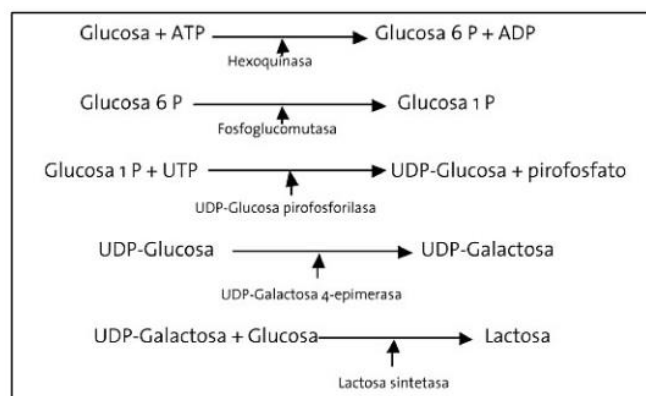 Glucosa + ATP Glucosa 6 P + ADP
Hexoquinasa
Glucosa 6 P Glucosa 1 P
Fosfoglucomutasa
Glucosa 1 P + UTP UDP-Glucosa + pirofosfato
UDP-Glucosa pirofosforilasa
UDP-Glucosa UDP-Galactosa
UDP-Galactosa 4-epimerasa
UDP-Galactosa + Glucosa Lactosa
Lactosa sintetasa